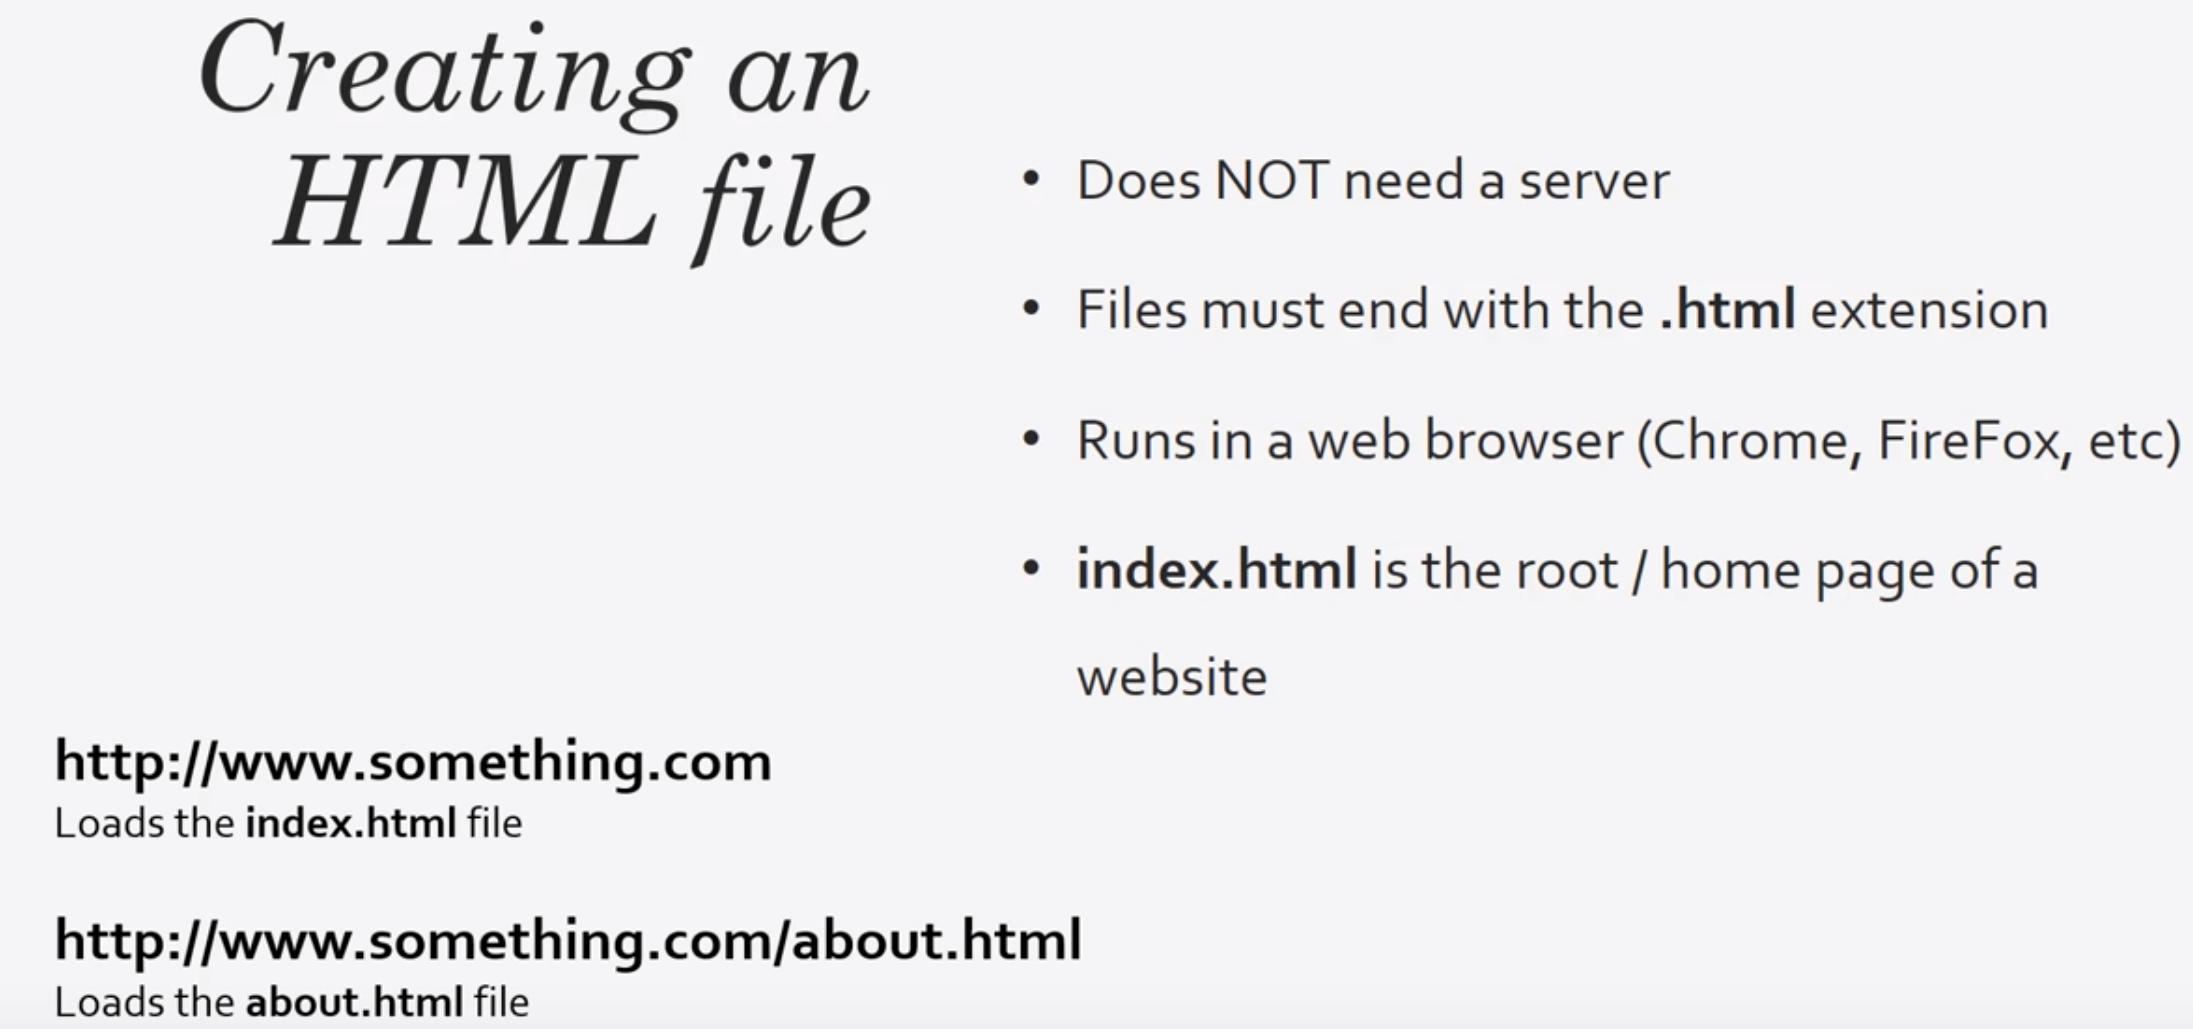 Creating an
HTML file
• Does NOT need a server
• Files must end with the .html extension
• Runs in a web browser (Chrome, FireFox, etc)
• index.html is the root / home page of a
website
http://www.something.com
Loads the index.html file
http://www.something.com/about.html
Loads the about.html file